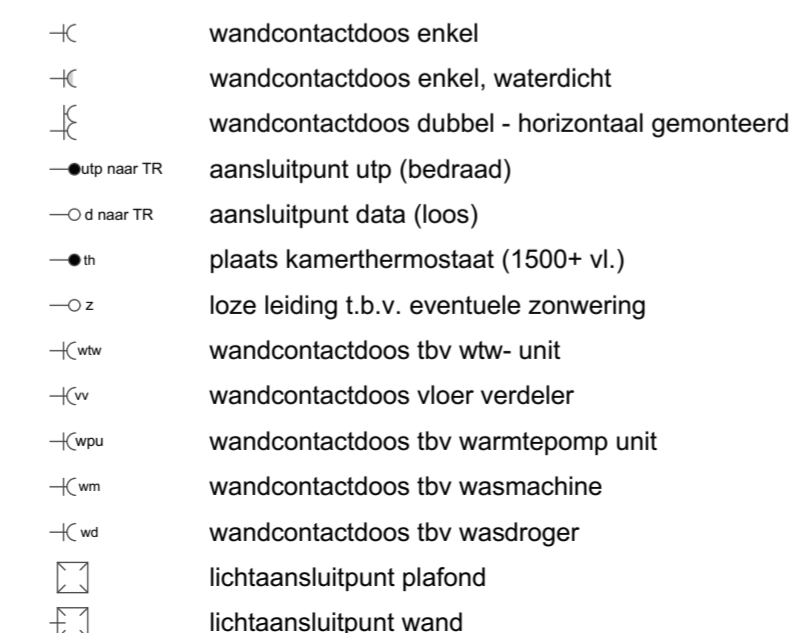 wandcontactdoos enkel
wandcontactdoos enkel, waterdicht
wandcontactdoos dubbel - horizontaal gemonteerd
utp naar TR aansluitpunt utp (bedraad)
d naar TR aansluitpunt data (loos)
th plaats kamerthermostaat (1500+ vl.)
z loze leiding t.b.v. eventuele zonwering
wtw wandcontactdoos tbv wtw- unit
vv wandcontactdoos vloer verdeler
wpu wandcontactdoos tbv warmtepomp unit
wm wandcontactdoos tbv wasmachine
wd wandcontactdoos tbv wasdroger
lichtaansluitpunt plafond
lichtaansluitpunt wand